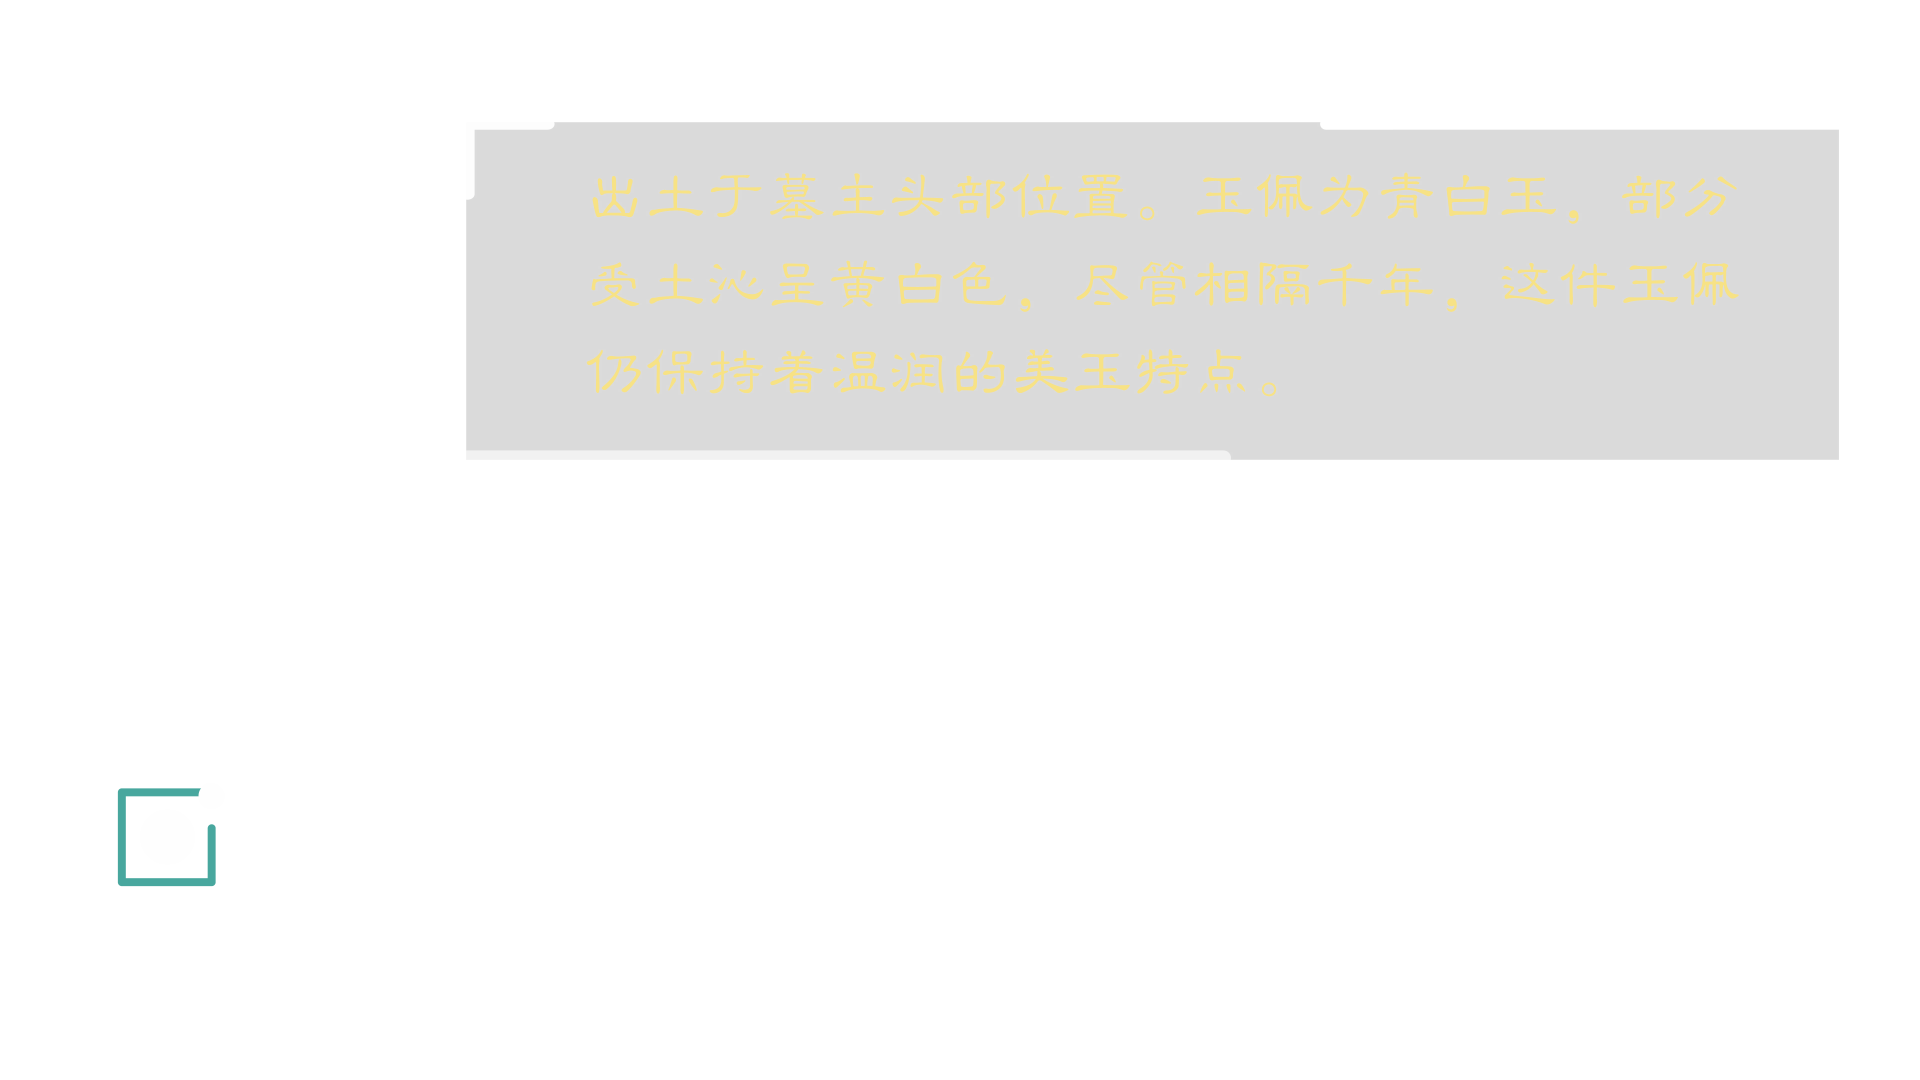 出土于墓主头部位置。玉佩为青白玉，部分
受土沁呈黄白色，尽管相隔千年，这件玉佩
仍保持着温润的美玉特点。